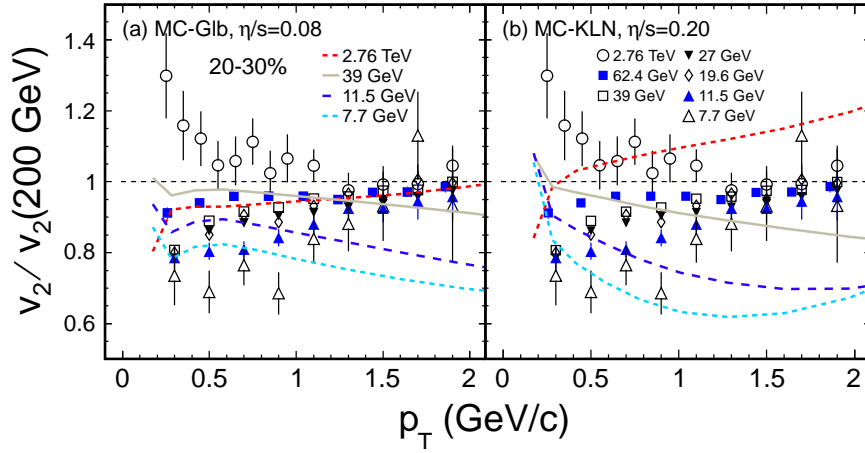 (a) MC-Glb, η/s=0.08
20-30%
2.76 TeV
39 GeV
11.5 GeV
7.7 GeV
(b) MC-KLN, η/s=0.20
2.76 TeV
62.4 GeV
39 GeV
27 GeV
19.6 GeV
11.5 GeV
7.7 GeV
v2/ v2(200 GeV)
1.4
1.2
1
0.8
0.6
0 0.5 1 1.5 2
0 0.5 1 1.5 2
pT (GeV/c)